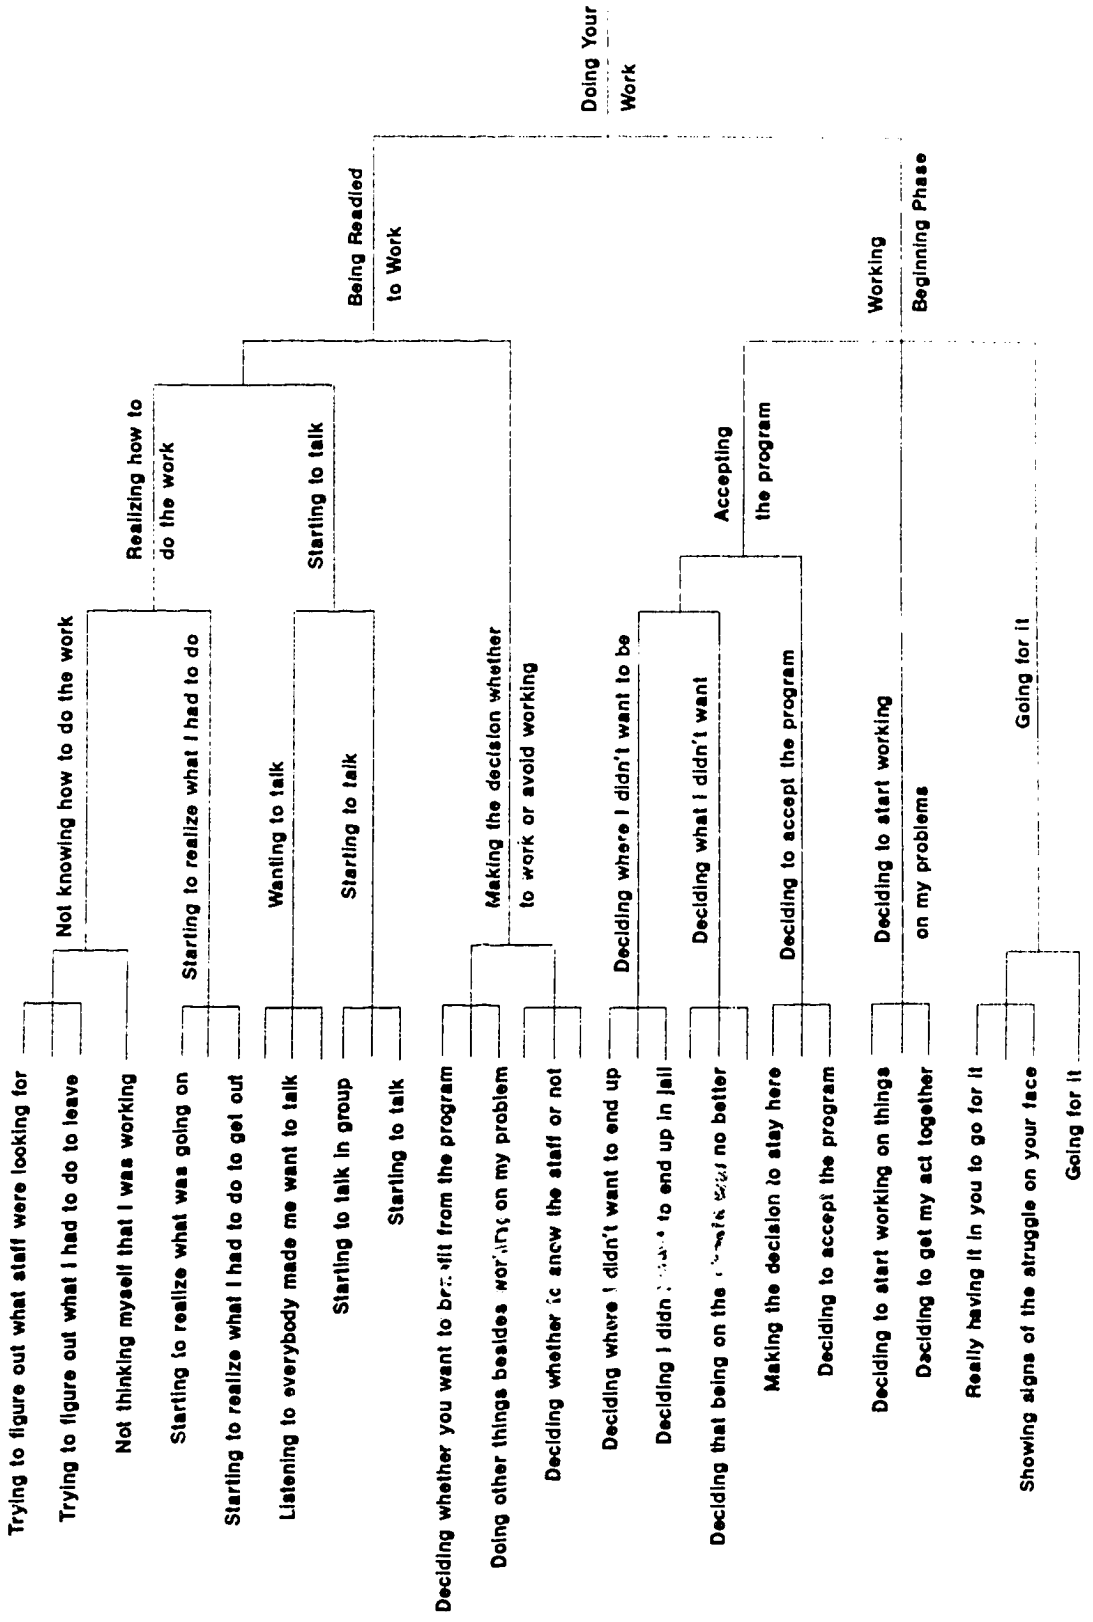 Trying to figure out what staff were looking for
Trying to figure out what I had to do to leave
Not thinking myself that I was working
Starting to realize what was going on
Starting to realize what I had to do to get out
Listening to everybody made me want to talk
Starting to talk in group
Starting to talk
Deciding whether you want to benefit from the program
Doing other things besides working on my problem
Deciding whether to snow the staff or not
Deciding where I didn't want to end up
Deciding I didn't to end up in jail
Deciding that being on the no better
Making the decision to stay here
Deciding to accept the program
Deciding to start working on things
Deciding to get my act together
Really having it in you to go for it
Showing signs of the struggle on your face
Going for it
Not knowing how to do the work
Starting to realize what I had to do
Wanting to talk
Starting to talk
Making the decision whether
to work or avoid working
Deciding where I didn't want to be
Deciding what I didn't want
Deciding to accept the program
Deciding to start working
on my problems
Going for it
Realizing how to
do the work
Starting to talk
Accepting
the program
Being Readied
to Work
Working
Beginning Phase
Doing Your
Work